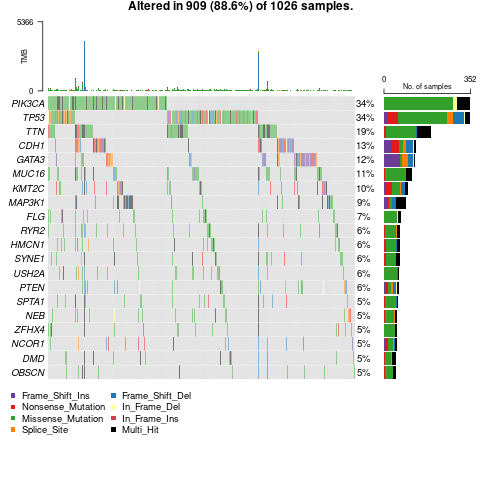 Altered in 909 (88.6%) of 1026 samples.
5366
TMB
0
No. of samples
0 352
PIK3CA 34%
TP53 34%
TTN 19%
CDH1 13%
GATA3 12%
MUC16 11%
KMT2C 10%
MAP3K1 9%
FLG 7%
RYR2 6%
HMCN1 6%
SYNE1 6%
USH2A 6%
PTEN 6%
SPTA1 5%
NEB 5%
ZFHX4 5%
NCOR1 5%
DMD 5%
OBSCN 5%
Frame_Shift_Ins Frame_Shift_Del
Nonsense_Mutation In_Frame_Del
Missense_Mutation In_Frame_Ins
Splice_Site Multi_Hit